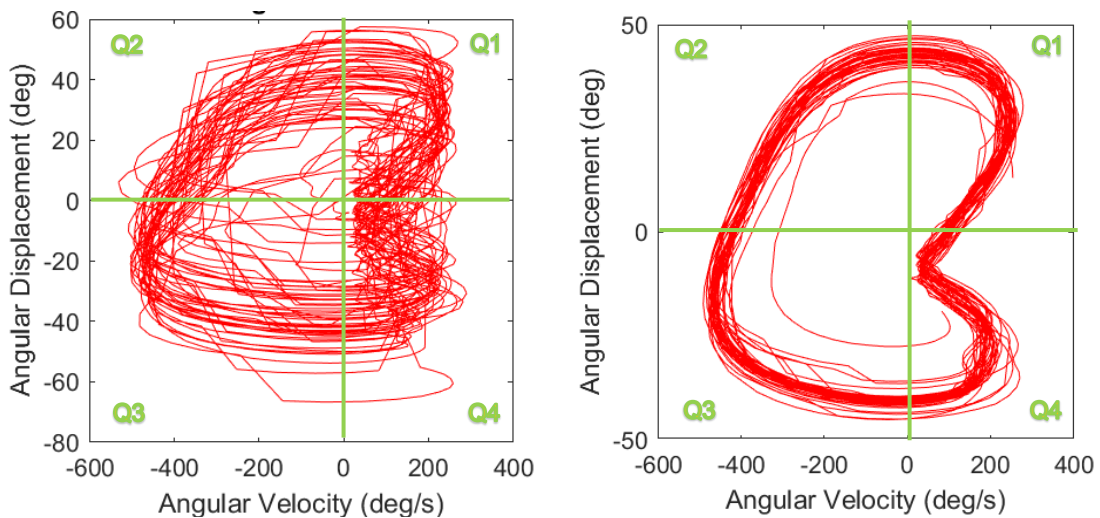 60
40
20
0
-20
-40
-60
-80
Angular Displacement (deg)
Q2
Q1
Q3
Q4
-600 -400 -200 0 200 400
Angular Velocity (deg/s)
50
0
-50
Angular Displacement (deg)
Q2
Q1
Q3
Q4
-600 -400 -200 0 200 400
Angular Velocity (deg/s)